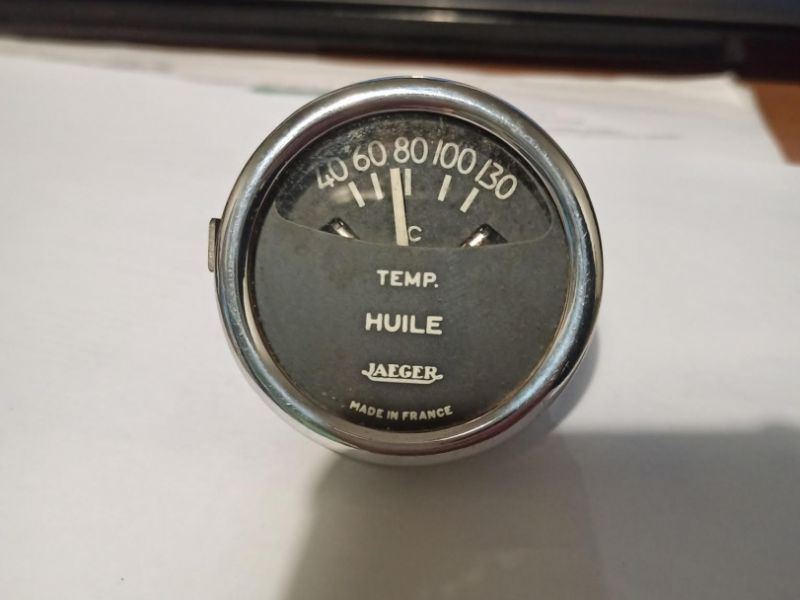 40 60 80 100 130
C
TEMP.
HUILE
JAEGER
MADE IN FRANCE